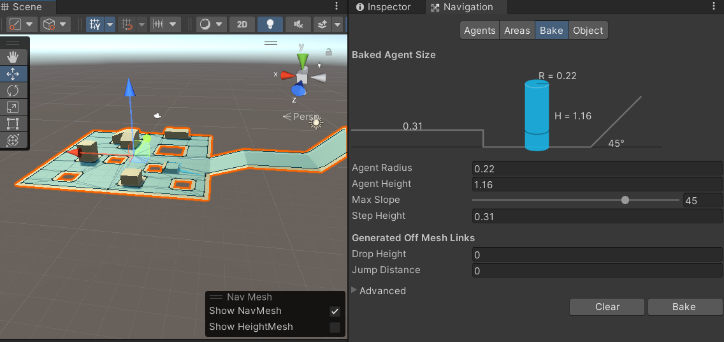 Scene
Inspector
Navigation
2D
Agents
Areas
Bake
Object
Baked Agent Size
y
x
z
Persp
R = 0.22
H = 1.16
0.31
45°
Agent Radius
0.22
Agent Height
1.16
Max Slope
45
Step Height
0.31
Generated Off Mesh Links
Drop Height
0
Jump Distance
0
Advanced
Clear
Bake
Nav Mesh
Show NavMesh
Show HeightMesh